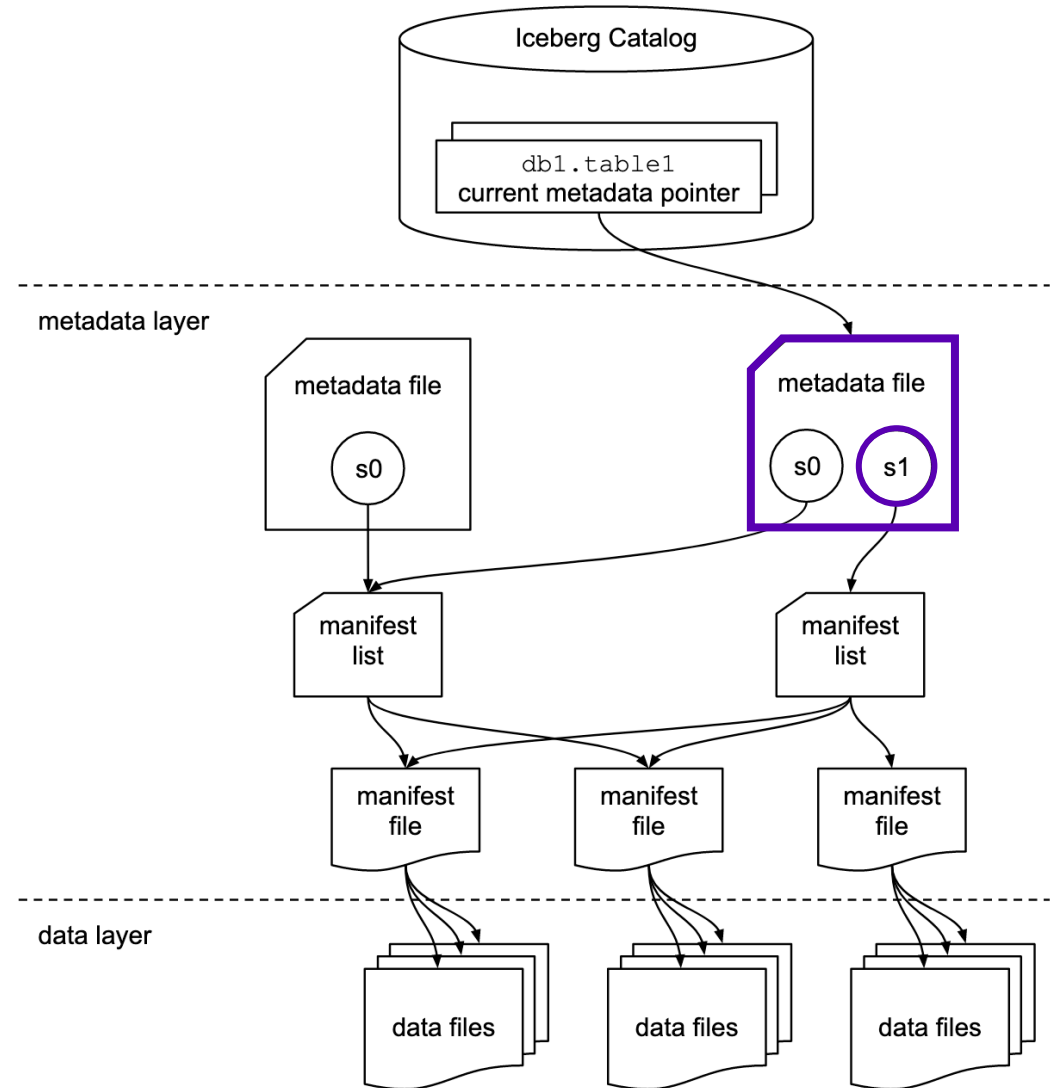 Iceberg Catalog
db1.table1
current metadata pointer
metadata layer
metadata file
s0
metadata file
s0
s1
manifest
list
manifest
list
manifest
file
manifest
file
manifest
file
data layer
data files
data files
data files